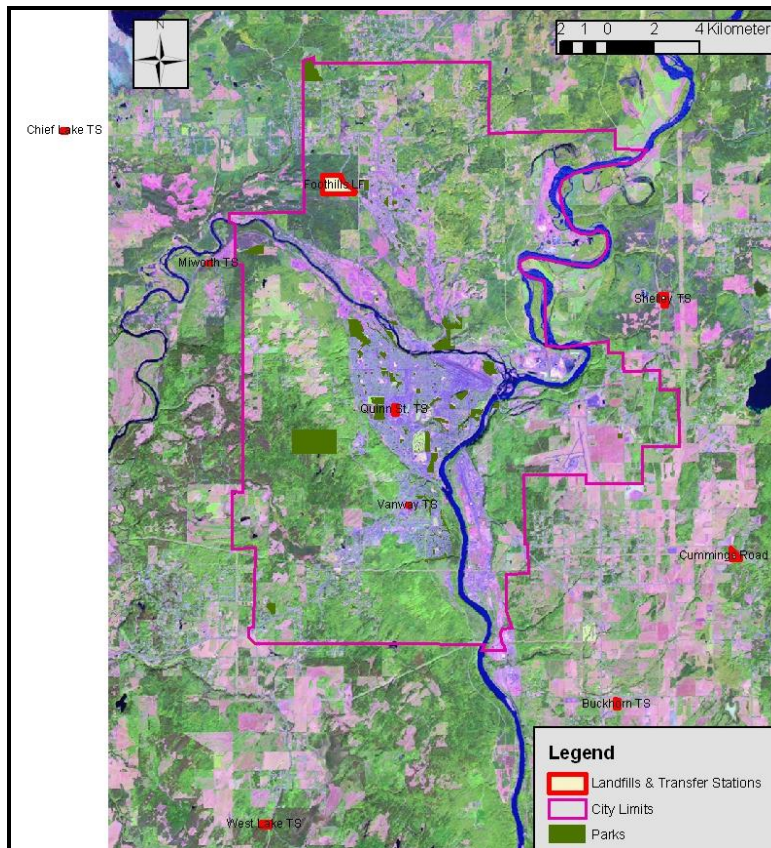 N
2 1 0 2 4 Kilometer
Chief Lake TS
Foothills LF
Miworth TS
Shelley TS
Quinn St. TS
Vanway TS
Cummings Road
Buckhorn TS
West Lake TS
Legend
Landfills & Transfer Stations
City Limits
Parks